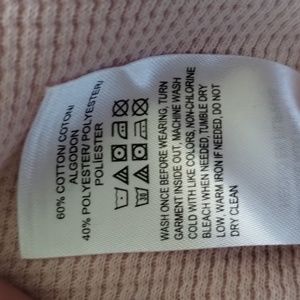 60% COTTON/ COTON/
ALGODON
40% POLYESTER/ POLYESTER/
POLIESTER
WASH ONCE BEFORE WEARING, TURN
GARMENT INSIDE OUT, MACHINE WASH
COLD WITH LIKE COLORS, NON-CHLORINE
BLEACH WHEN NEEDED, TUMBLE DRY
LOW, WARM IRON IF NEEDED. DO NOT
DRY CLEAN